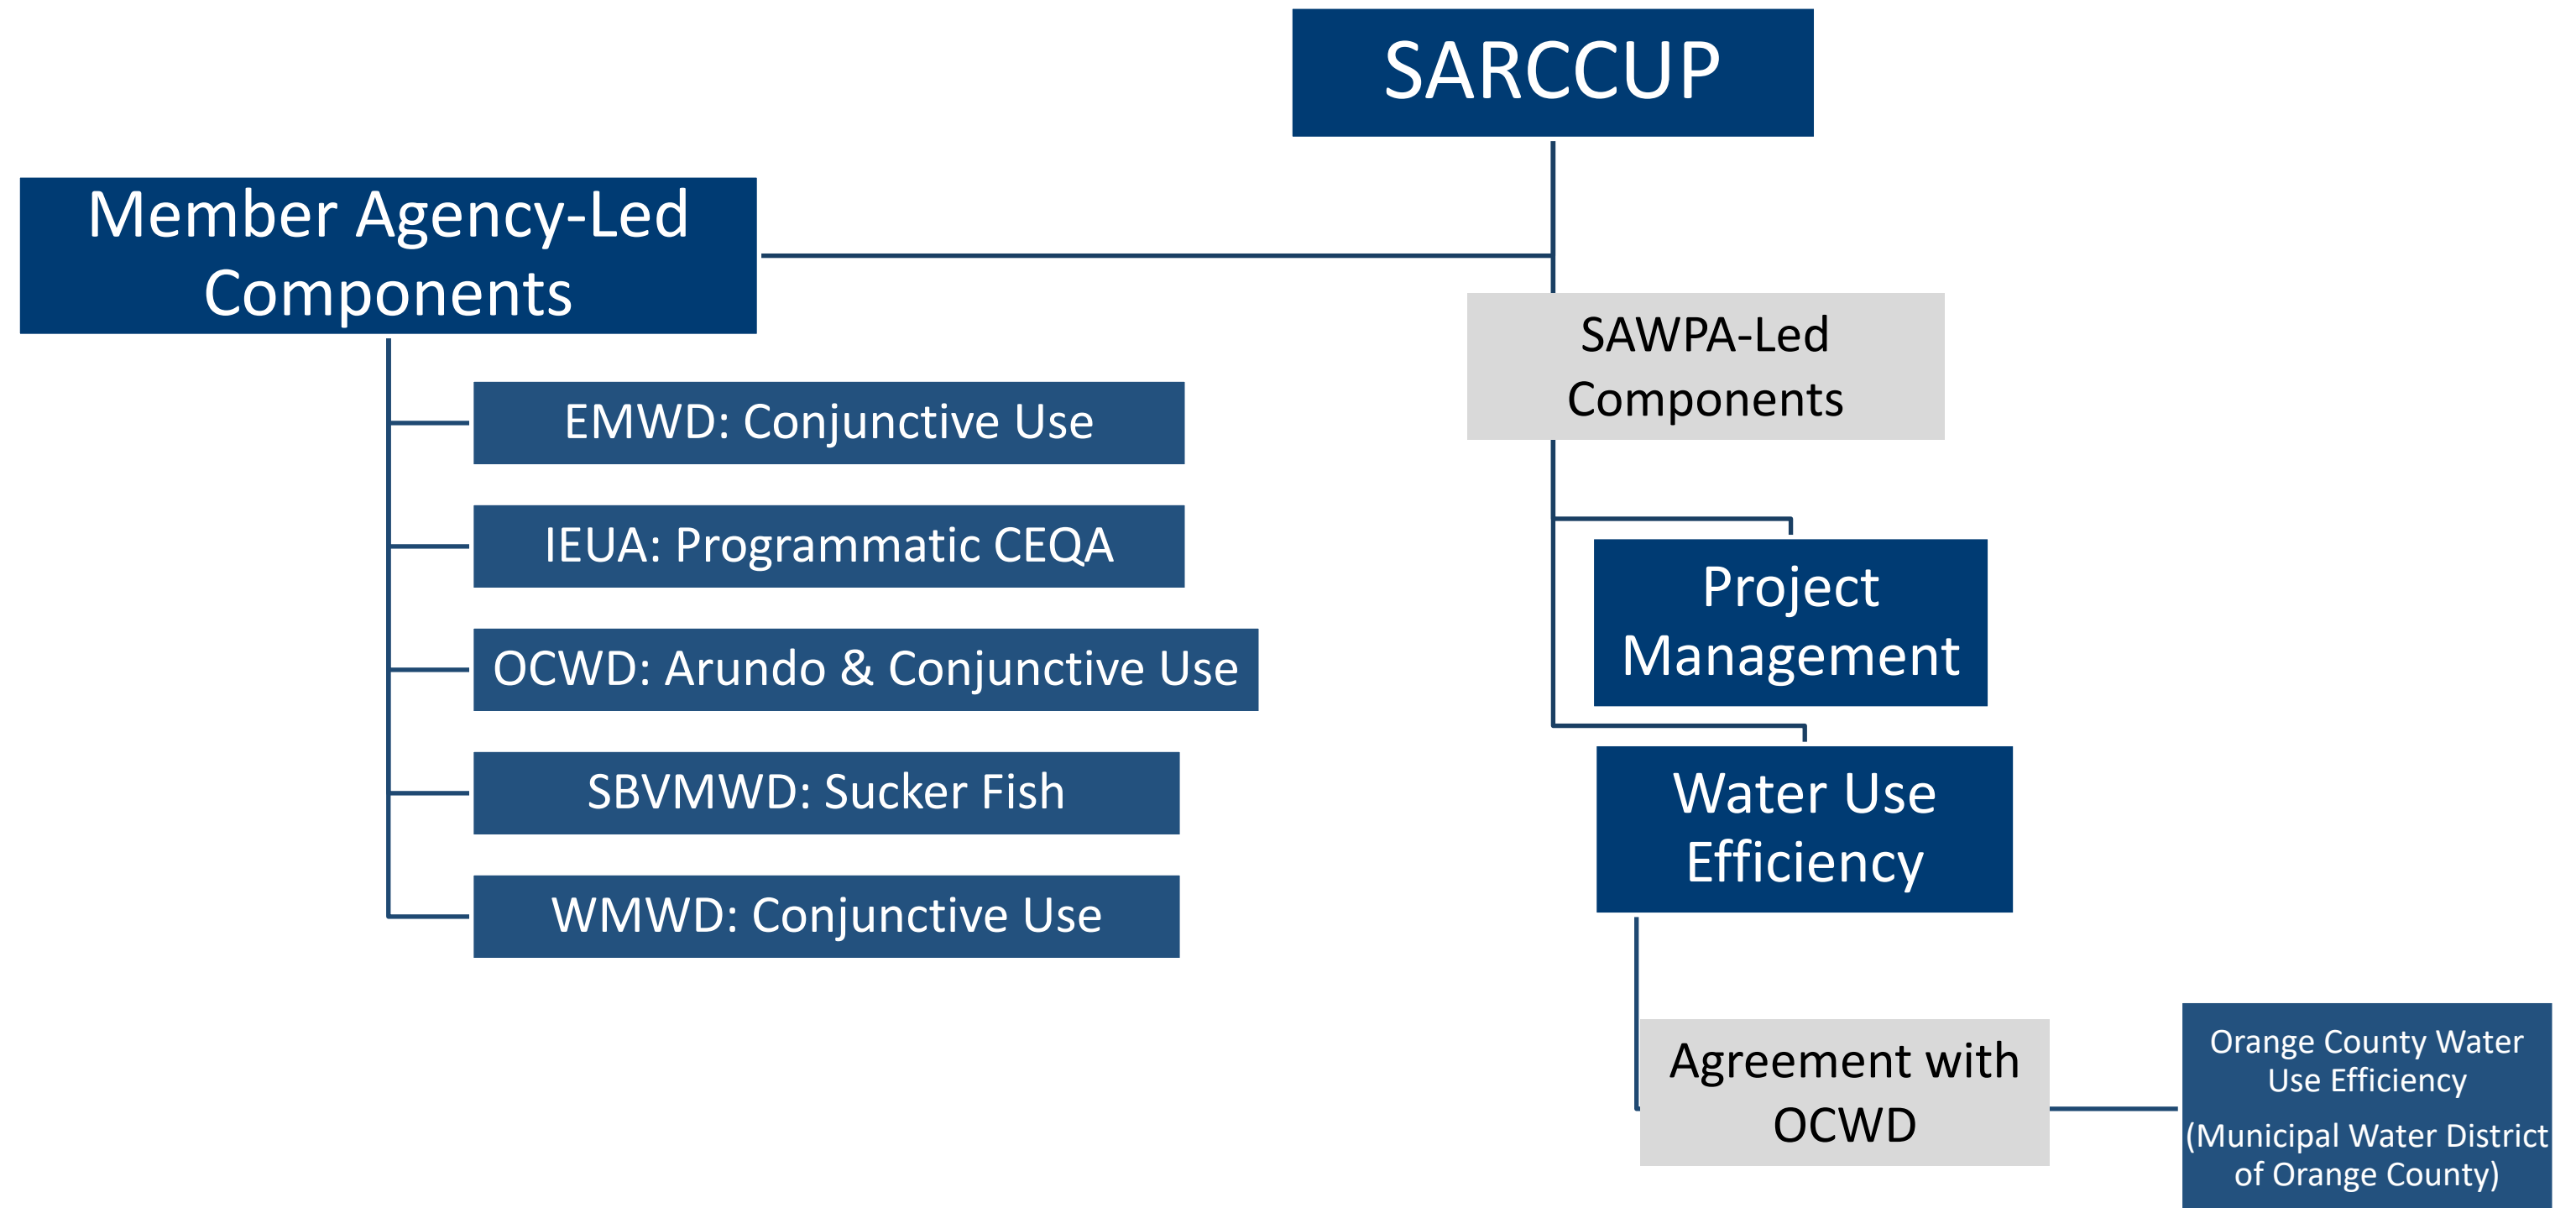 SARCCUP
Member Agency-Led
Components
EMWD: Conjunctive Use
IEUA: Programmatic CEQA
OCWD: Arundo & Conjunctive Use
SBVMWD: Sucker Fish
WMWD: Conjunctive Use
SAWPA-Led
Components
Project
Management
Water Use
Efficiency
Agreement with
OCWD
Orange County Water
Use Efficiency
(Municipal Water District
of Orange County)